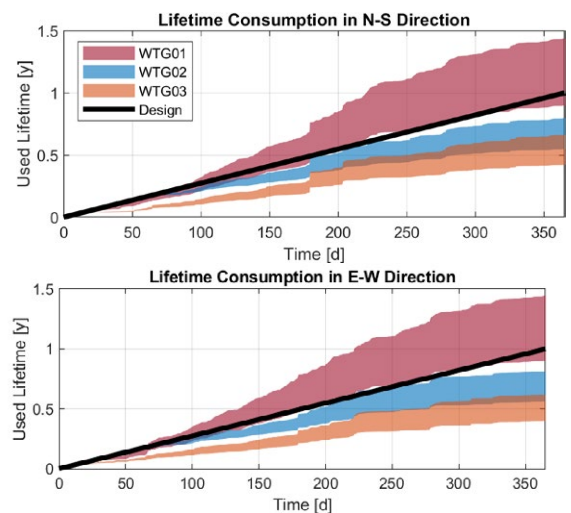 Lifetime Consumption in N-S Direction
1.5
1
0.5
0
Used Lifetime [y]
WTG01
WTG02
WTG03
Design
0 50 100 150 200 250 300 350
Time [d]
Lifetime Consumption in E-W Direction
1.5
1
0.5
0
Used Lifetime [y]
0 50 100 150 200 250 300 350
Time [d]